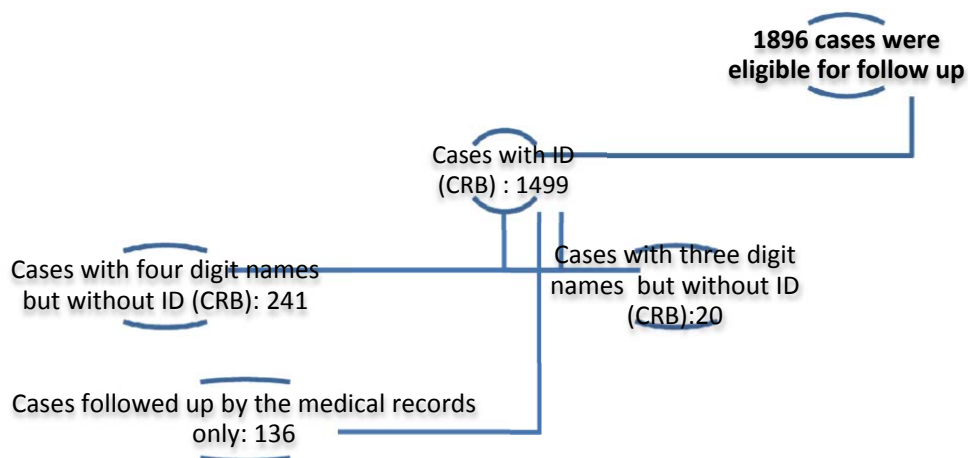 1896 cases were
eligible for follow up
Cases with ID
(CRB) : 1499
Cases with four digit names
but without ID (CRB): 241
Cases with three digit
names but without ID
(CRB):20
Cases followed up by the medical records
only: 136